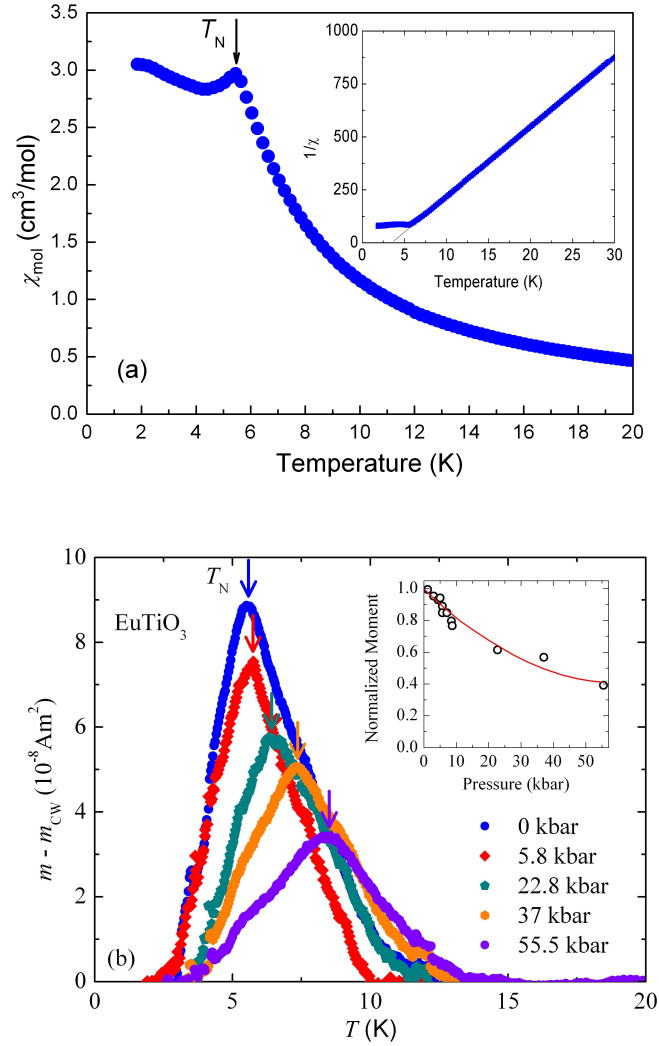 3.5
3.0
2.5
2.0
1.5
1.0
0.5
0.0
χmol (cm³/mol)
TN
(a)
0 2 4 6 8 10 12 14 16 18 20
Temperature (K)
1000
750
500
250
0
1/χ
0 5 10 15 20 25 30
Temperature (K)
10
8
6
4
2
0
m - mCW (10⁻⁸Am²)
TN
EuTiO₃
(b)
0 5 10 15 20
T (K)
1.0
0.8
0.6
0.4
0.2
0.0
Normalized Moment
0 10 20 30 40 50
Pressure (kbar)
0 kbar
5.8 kbar
22.8 kbar
37 kbar
55.5 kbar